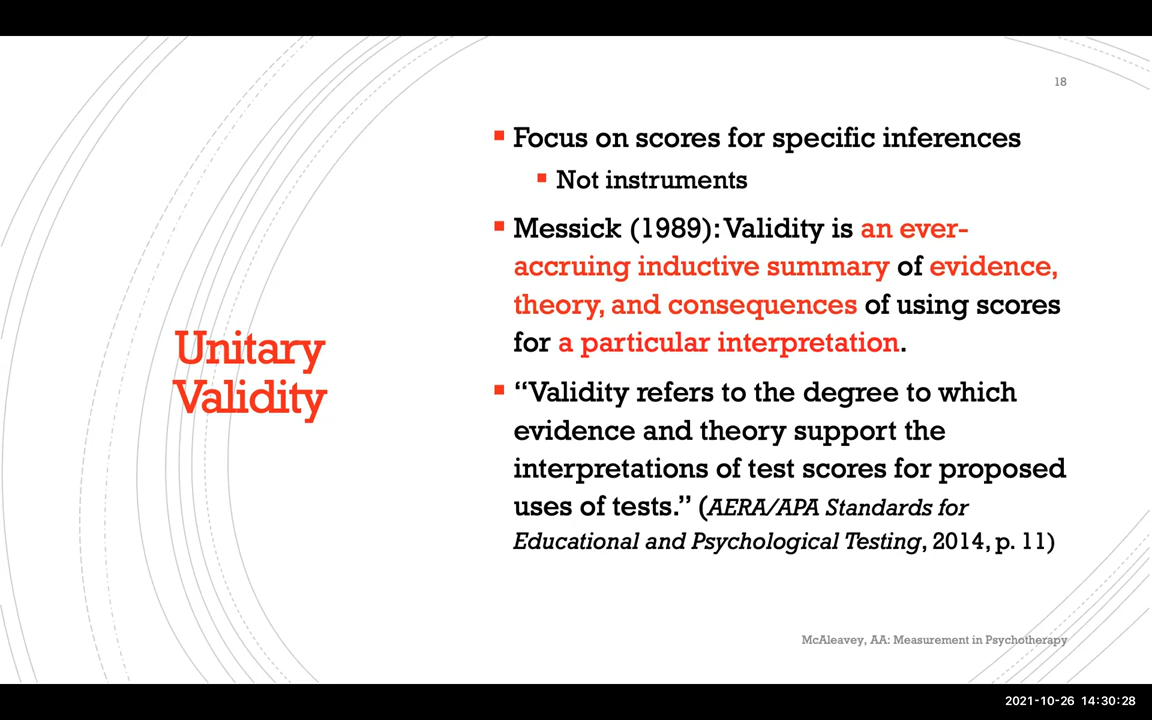 18
Focus on scores for specific inferences
Not instruments
Messick (1989): Validity is an ever-
accruing inductive summary of evidence,
theory, and consequences of using scores
for a particular interpretation.
Unitary
Validity
“Validity refers to the degree to which
evidence and theory support the
interpretations of test scores for proposed
uses of tests.” (AERA/APA Standards for
Educational and Psychological Testing, 2014, p. 11)
McAleavey, AA: Measurement in Psychotherapy
2021-10-26 14:30:28